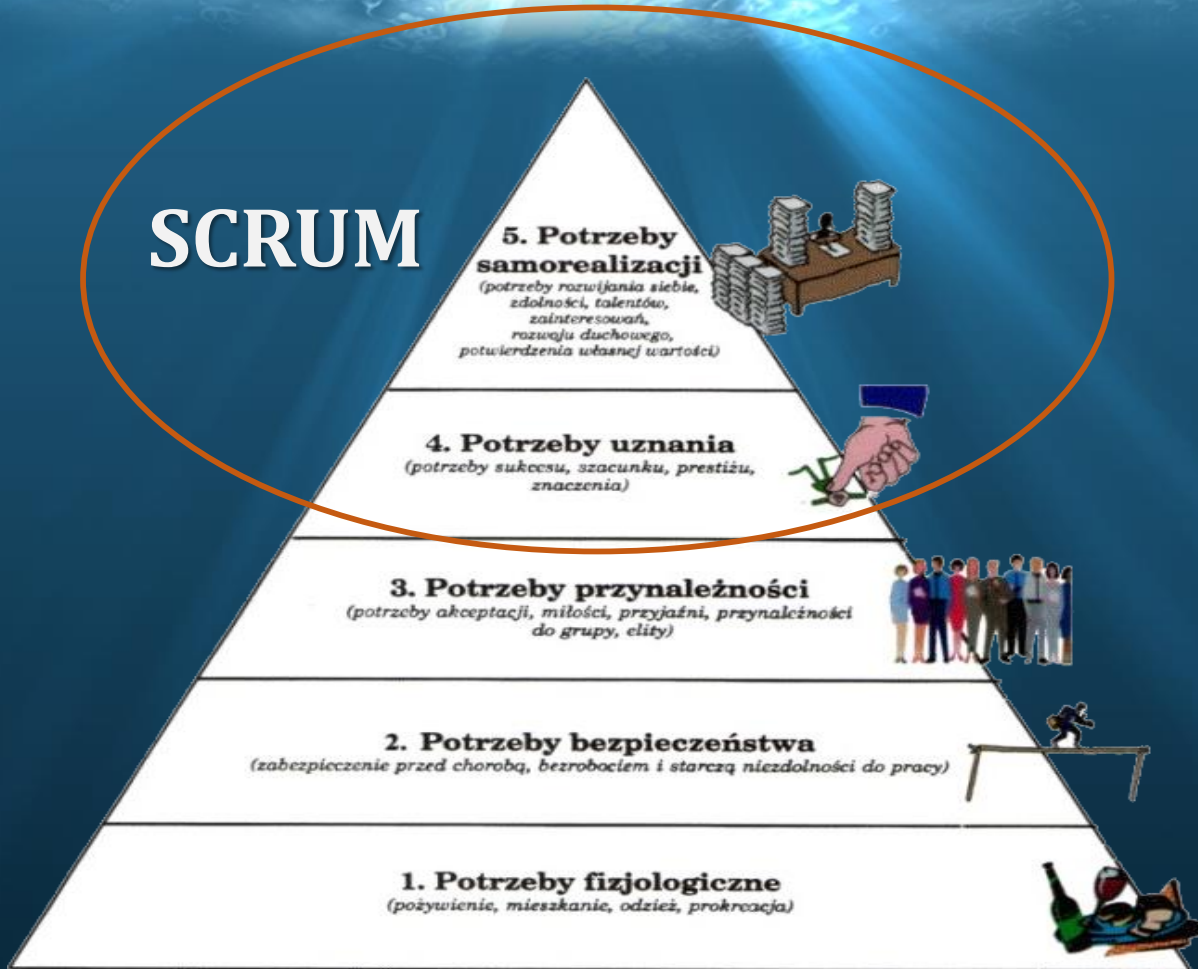 SCRUM
5. Potrzeby
samorealizacji
(potrzeby rozwijania siebie,
zdolności, talentów,
zainteresowań,
rozwoju duchowego,
potwierdzenia własnej wartości)
4. Potrzeby uznania
(potrzeby sukcesu, szacunku, prestiżu,
znaczenia)
3. Potrzeby przynależności
(potrzeby akceptacji, miłości, przyjaźni, przynależności
do grupy, elity)
2. Potrzeby bezpieczeństwa
(zabezpieczenie przed chorobą, bezrobociem i starczą niezdolności do pracy)
1. Potrzeby fizjologiczne
(pożywienie, mieszkanie, odzież, prokreacja)